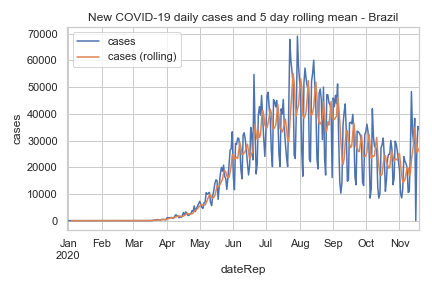 New COVID-19 daily cases and 5 day rolling mean - Brazil
cases
cases (rolling)
70000
60000
50000
40000
30000
20000
10000
0
cases
Jan Feb Mar Apr May Jun Jul Aug Sep Oct Nov
2020
dateRep